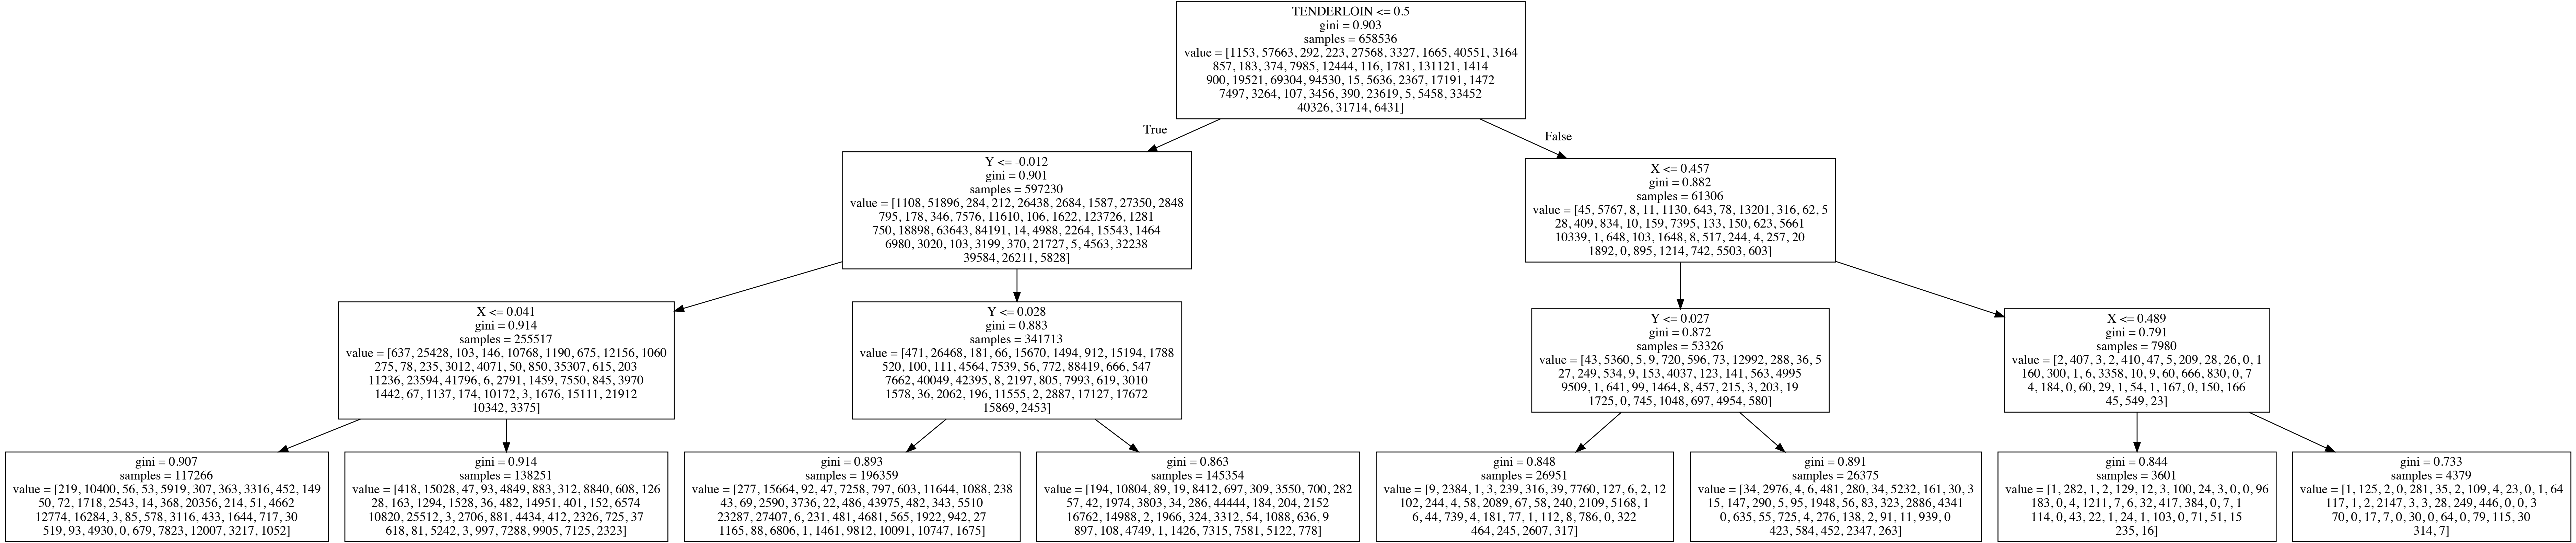 TENDERLOIN <= 0.5
gini = 0.903
samples = 658536
value = [1153, 57663, 292, 223, 27568, 3327, 1665, 40551, 3164
857, 183, 374, 7985, 12444, 116, 1781, 131121, 1414
900, 19521, 69304, 94530, 15, 5636, 2367, 17191, 1472
7497, 3264, 107, 3456, 390, 23619, 5, 5458, 33452
40326, 31714, 6431]
True
False
Y <= -0.012
gini = 0.901
samples = 597230
value = [1108, 51896, 284, 212, 26438, 2684, 1587, 27350, 2848
795, 178, 346, 7576, 11610, 106, 1622, 123726, 1281
750, 18898, 63643, 84191, 14, 4988, 2264, 15543, 1464
6980, 3020, 103, 3199, 370, 21727, 5, 4563, 32238
39584, 26211, 5828]
X <= 0.457
gini = 0.882
samples = 61306
value = [45, 5767, 8, 11, 1130, 643, 78, 13201, 316, 62, 5
28, 409, 834, 10, 159, 7395, 133, 150, 623, 5661
10339, 1, 648, 103, 1648, 8, 517, 244, 4, 257, 20
1892, 0, 895, 1214, 742, 5503, 603]
X <= 0.041
gini = 0.914
samples = 255517
value = [637, 25428, 103, 146, 10768, 1190, 675, 12156, 1060
275, 78, 235, 3012, 4071, 50, 850, 35307, 615, 203
11236, 23594, 41796, 6, 2791, 1459, 7550, 845, 3970
1442, 67, 1137, 174, 10172, 3, 1676, 15111, 21912
10342, 3375]
Y <= 0.028
gini = 0.883
samples = 341713
value = [471, 26468, 181, 66, 15670, 1494, 912, 15194, 1788
520, 100, 111, 4564, 7539, 56, 772, 88419, 666, 547
7662, 40049, 42395, 8, 2197, 805, 7993, 619, 3010
1578, 36, 2062, 196, 11555, 2, 2887, 17127, 17672
15869, 2453]
Y <= 0.027
gini = 0.872
samples = 53326
value = [43, 5360, 5, 9, 720, 596, 73, 12992, 288, 36, 5
27, 249, 534, 9, 153, 4037, 123, 141, 563, 4995
9509, 1, 641, 99, 1464, 8, 457, 215, 3, 203, 19
1725, 0, 745, 1048, 697, 4954, 580]
X <= 0.489
gini = 0.791
samples = 7980
value = [2, 407, 3, 2, 410, 47, 5, 209, 28, 26, 0, 1
160, 300, 1, 6, 3358, 10, 9, 60, 666, 830, 0, 7
4, 184, 0, 60, 29, 1, 54, 1, 167, 0, 150, 166
45, 549, 23]
gini = 0.907
samples = 117266
value = [219, 10400, 56, 53, 5919, 307, 363, 3316, 452, 149
50, 72, 1718, 2543, 14, 368, 20356, 214, 51, 4662
12774, 16284, 3, 85, 578, 3116, 433, 1644, 717, 30
519, 93, 4930, 0, 679, 7823, 12007, 3217, 1052]
gini = 0.914
samples = 138251
value = [418, 15028, 47, 93, 4849, 883, 312, 8840, 608, 126
28, 163, 1294, 1528, 36, 482, 14951, 401, 152, 6574
10820, 25512, 3, 2706, 881, 4434, 412, 2326, 725, 37
618, 81, 5242, 3, 997, 7288, 9905, 7125, 2323]
gini = 0.893
samples = 196359
value = [277, 15664, 92, 47, 7258, 797, 603, 11644, 1088, 238
43, 69, 2590, 3736, 22, 486, 43975, 482, 343, 5510
23287, 27407, 6, 231, 481, 4681, 565, 1922, 942, 27
1165, 88, 6806, 1, 1461, 9812, 10091, 10747, 1675]
gini = 0.863
samples = 145354
value = [194, 10804, 89, 19, 8412, 697, 309, 3550, 700, 282
57, 42, 1974, 3803, 34, 286, 44444, 184, 204, 2152
16762, 14988, 2, 1966, 324, 3312, 54, 1088, 636, 9
897, 108, 4749, 1, 1426, 7315, 7581, 5122, 778]
gini = 0.848
samples = 26951
value = [9, 2384, 1, 3, 239, 316, 39, 7760, 127, 6, 2, 12
102, 244, 4, 58, 2089, 67, 58, 240, 2109, 5168, 1
6, 44, 739, 4, 181, 77, 1, 112, 8, 786, 0, 322
464, 245, 2607, 317]
gini = 0.891
samples = 26375
value = [34, 2976, 4, 6, 481, 280, 34, 5232, 161, 30, 3
15, 147, 290, 5, 95, 1948, 56, 83, 323, 2886, 4341
0, 635, 55, 725, 4, 276, 138, 2, 91, 11, 939, 0
423, 584, 452, 2347, 263]
gini = 0.844
samples = 3601
value = [1, 282, 1, 2, 129, 12, 3, 100, 24, 3, 0, 0, 96
183, 0, 4, 1211, 7, 6, 32, 417, 384, 0, 7, 1
114, 0, 43, 22, 1, 24, 1, 103, 0, 71, 51, 15
235, 16]
gini = 0.733
samples = 4379
value = [1, 125, 2, 0, 281, 35, 2, 109, 4, 23, 0, 1, 64
117, 1, 2, 2147, 3, 3, 28, 249, 446, 0, 0, 3
70, 0, 17, 7, 0, 30, 0, 64, 0, 79, 115, 30
314, 7]